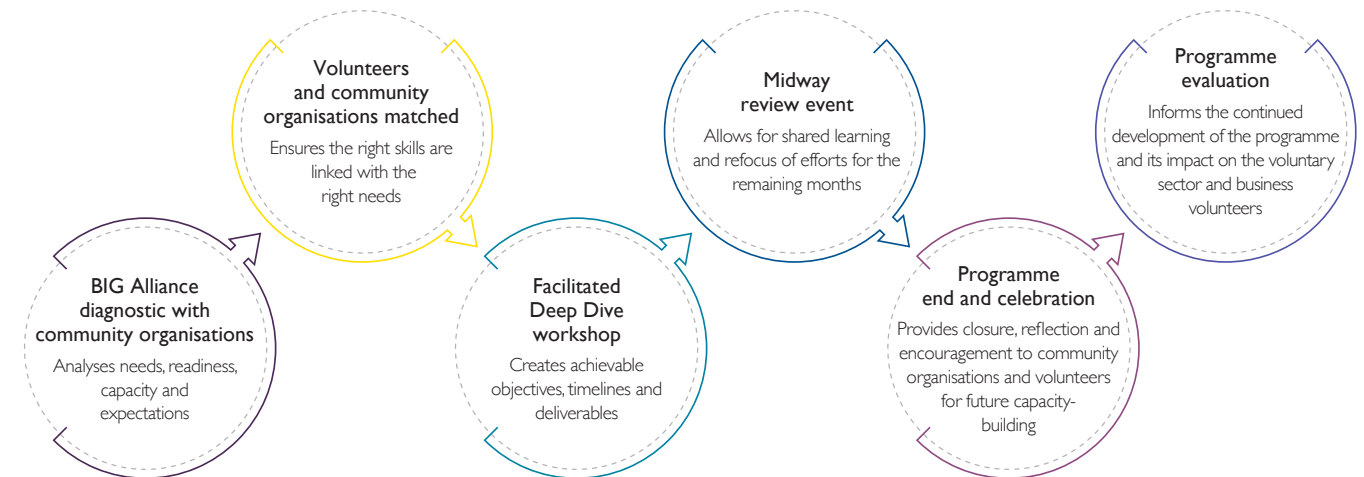 BIG Alliance
diagnostic with
community organisations
Analyses needs, readiness,
capacity and
expectations
Volunteers
and community
organisations matched
Ensures the right skills are
linked with the
right needs
Facilitated
Deep Dive
workshop
Creates achievable
objectives, timelines and
deliverables
Midway
review event
Allows for shared learning
and refocus of efforts for the
remaining months
Programme
end and celebration
Provides closure, reflection and
encouragement to community
organisations and volunteers
for future capacity-
building
Programme
evaluation
Informs the continued
development of the programme
and its impact on the voluntary
sector and business
volunteers